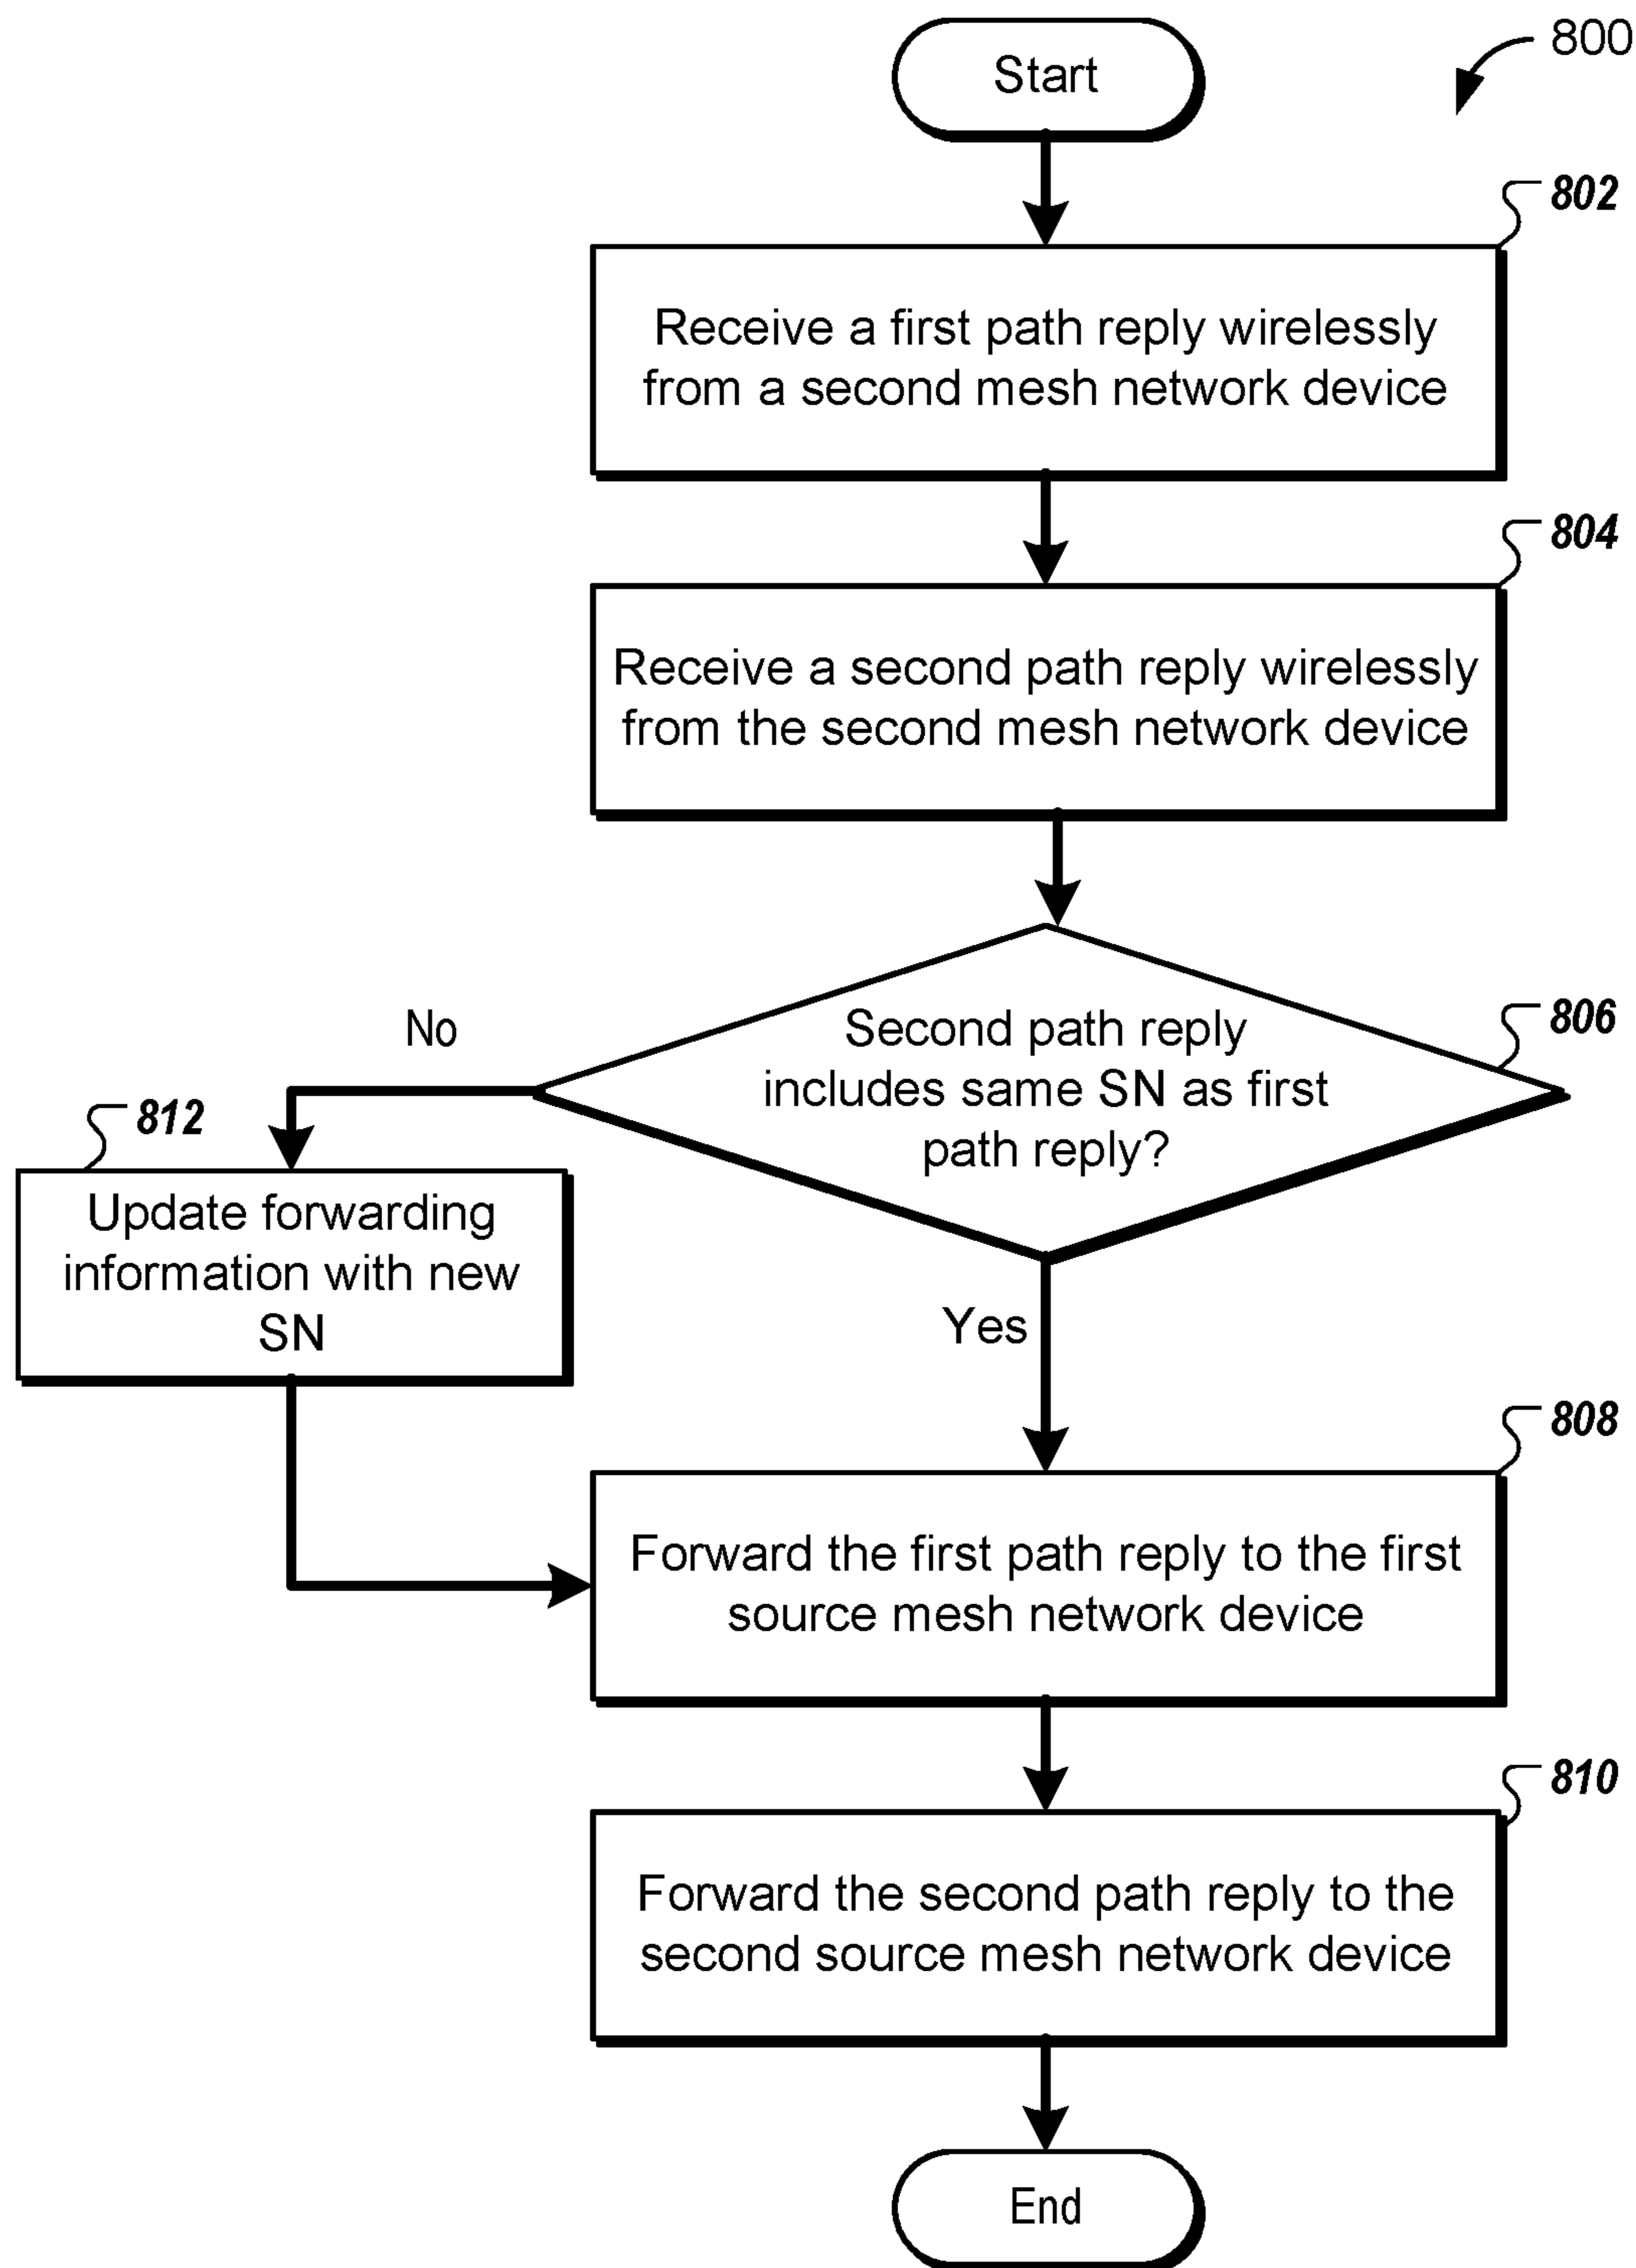 800
Start
802
Receive a first path reply wirelessly
from a second mesh network device
804
Receive a second path reply wirelessly
from the second mesh network device
806
Second path reply
includes same SN as first
path reply?
No
812
Update forwarding
information with new
SN
Yes
808
Forward the first path reply to the first
source mesh network device
810
Forward the second path reply to the
second source mesh network device
End